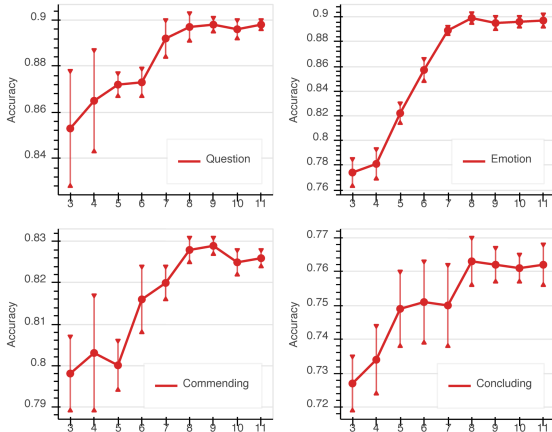 0.9
0.88
0.86
0.84
Accuracy
Question
3 4 5 6 7 8 9 10 11
0.9
0.88
0.86
0.84
0.82
0.8
0.78
0.76
Accuracy
Emotion
3 4 5 6 7 8 9 10 11
0.83
0.82
0.81
0.8
0.79
Accuracy
Commending
3 4 5 6 7 8 9 10 11
0.76
0.75
0.74
0.73
0.72
Accuracy
Concluding
3 4 5 6 7 8 9 10 11